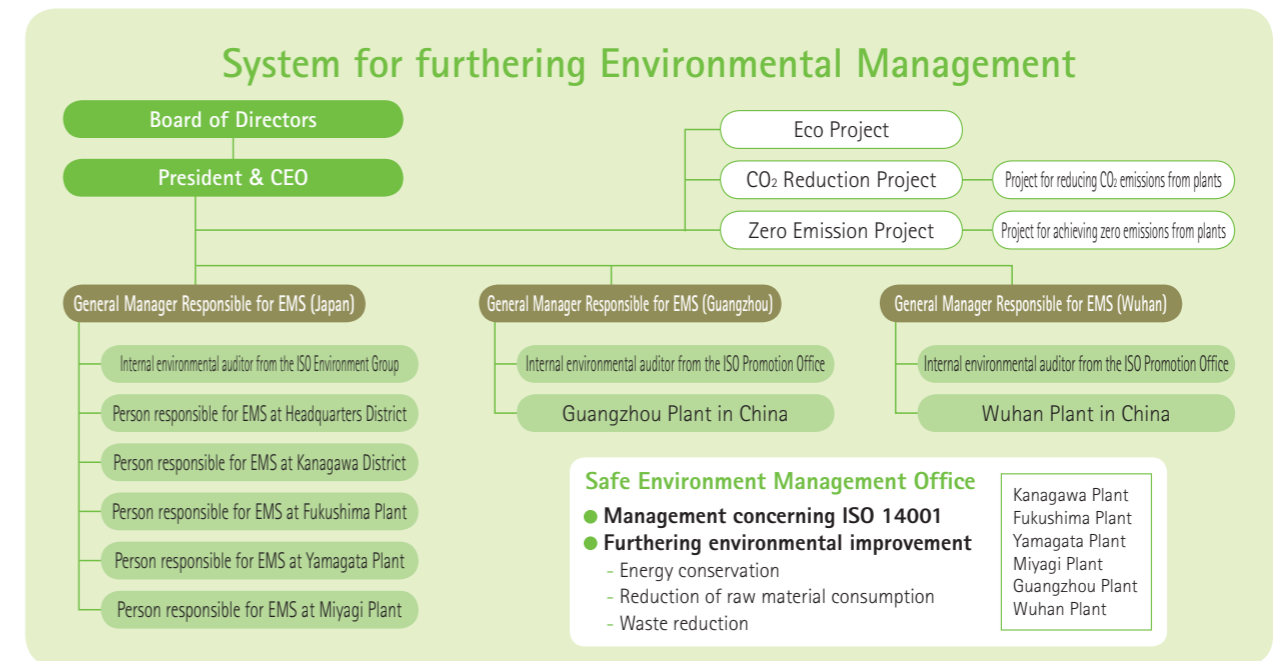 System for furthering Environmental Management
Board of Directors
President & CEO
Eco Project
CO₂ Reduction Project
Project for reducing CO₂ emissions from plants
Zero Emission Project
Project for achieving zero emissions from plants
General Manager Responsible for EMS (Japan)
Internal environmental auditor from the ISO Environment Group
Person responsible for EMS at Headquarters District
Person responsible for EMS at Kanagawa District
Person responsible for EMS at Fukushima Plant
Person responsible for EMS at Yamagata Plant
Person responsible for EMS at Miyagi Plant
General Manager Responsible for EMS (Guangzhou)
Internal environmental auditor from the ISO Promotion Office
Guangzhou Plant in China
General Manager Responsible for EMS (Wuhan)
Internal environmental auditor from the ISO Promotion Office
Wuhan Plant in China
Safe Environment Management Office
● Management concerning ISO 14001
● Furthering environmental improvement
- Energy conservation
- Reduction of raw material consumption
- Waste reduction
Kanagawa Plant
Fukushima Plant
Yamagata Plant
Miyagi Plant
Guangzhou Plant
Wuhan Plant